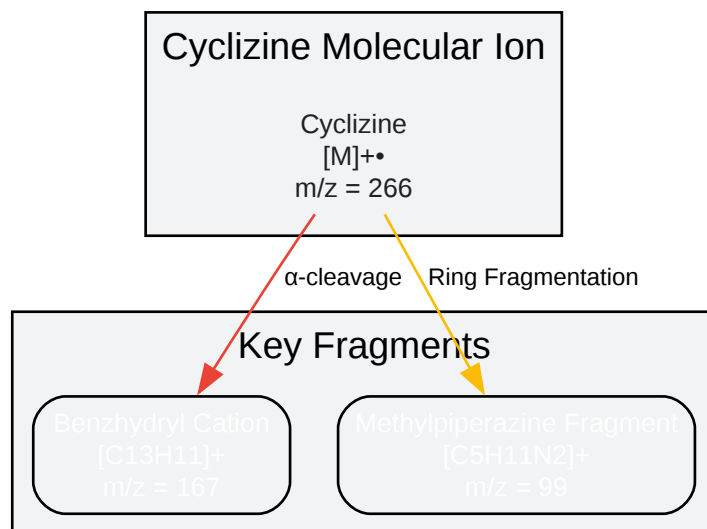 Cyclizine Molecular Ion
Cyclizine
[M]+•
m/z = 266
α-cleavage
Ring Fragmentation
Key Fragments
Benzhydryl Cation
[C13H11]+
m/z = 167
Methylpiperazine Fragment
[C5H11N2]+
m/z = 99